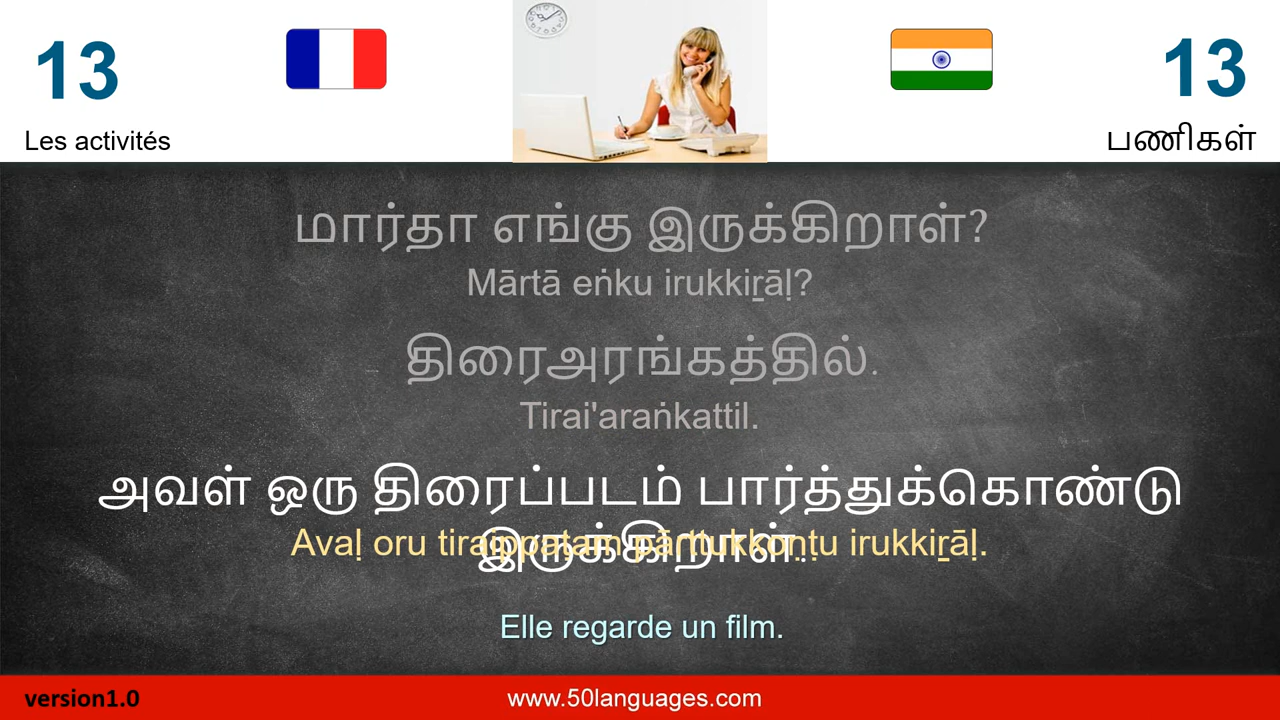 13
13
Les activités
பணிகள்
மார்தா எங்கு இருக்கிறாள்?
Mārtā eṅku irukkiṟāḷ?
திரைஅரங்கத்தில்.
Tirai'araṅkattil.
அவள் ஒரு திரைப்படம் பார்த்துக்கொண்டு
இருக்கிறாள்.
Avaḷ oru tiraippaṭam pārttukkoṇṭu irukkiṟāḷ.
Elle regarde un film.
version1.0
www.50languages.com